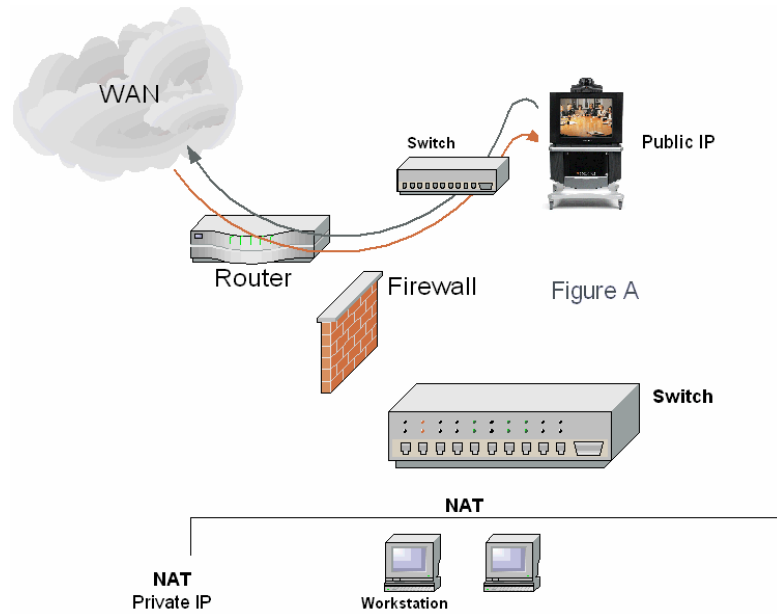 WAN
Switch
Public IP
Router
Firewall
Figure A
Switch
NAT
NAT
Private IP
Workstation